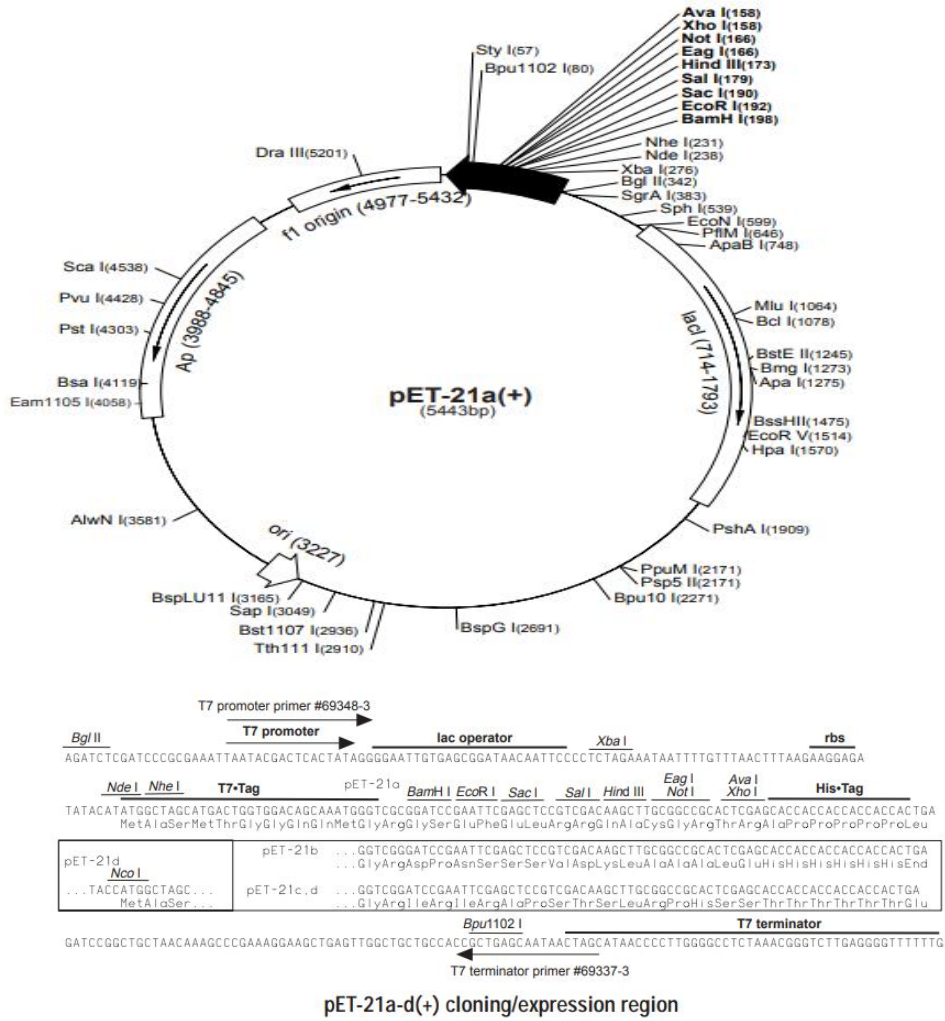 Ava I(158)
Xho I(158)
Not I(166)
Eag I(166)
Hind III(173)
Sal I(179)
Sac I(190)
EcoR I(192)
BamH I(198)
Sty I(57)
Bpu1102 I(80)
Nhe I(231)
Nde I(238)
Xba I(276)
Bgl II(342)
SgrA I(383)
Sph I(539)
EcoN I(599)
PflM I(646)
ApaB I(748)
Dra III(5201)
f1 origin (4977-5432)
Sca I(4538)
Pvu I(4428)
Pst I(4303)
Ap (3988-4845)
Bsa I(4119)
Eam1105 I(4058)
lacI (714-1793)
Mlu I(1064)
Bcl I(1078)
BstE II(1245)
Bmg I(1273)
Apa I(1275)
BssHII(1475)
EcoR V(1514)
Hpa I(1570)
pET-21a(+)
(5443bp)
AlwN I(3581)
ori (3227)
PshA I(1909)
PpuM I(2171)
Psp5 II(2171)
Bpu10 I(2271)
BspLU11 I(3165)
Sap I(3049)
Bst1107 I(2936)
Tth111 I(2910)
BspG I(2691)
T7 promoter primer #69348-3
Bgl II T7 promoter lac operator Xba I rbs
AGATCTCGATCCCGCGAAATTAATACGACTCACTATAGGGGAATTGTGAGCGGATAACAATTCCCCTCTAGAAATAATTTTGTTTAACTTTAAGAAGGAGA
Nde I Nhe I T7•Tag pET-21a BamH I EcoR I Sac I Sal I Hind III Eag I Not I Ava I Xho I His•Tag
TATACATATGGCTAGCATGACTGGTGGACAGCAAATGGGTCGCGGATCCGAATTCGAGCTCCGTCGACAAGCTTGCGGCCGCACTCGAGCACCACCACCACCACCACTGA
MetAlaSerMetThrGlyGlyGlnGlnMetGlyArgGlySerGluPheGluLeuArgArgGlnAlaCysGlyArgThrArgAlaProProProProProLeu
pET-21b ...GGTCGGGATCCGAATTCGAGCTCCGTCGACAAGCTTGCGGCCGCACTCGAGCACCACCACCACCACCACTGA
GlyArgAspProAsnSerSerSerValAspLysLeuAlaAlaAlaLeuGluHisHisHisHisHisHisEnd
pET-21d
Nco I
...TACCATGGCTAGC...
MetAlaSer...
pET-21c,d ...GGTCGGATCCGAATTCGAGCTCCGTCGACAAGCTTGCGGCCGCACTCGAGCACCACCACCACCACCACTGA
GlyArgIleArgIleArgAlaProSerThrSerLeuArgProHisSerSerThrThrThrThrThrThrGlu
Bpu1102 I T7 terminator
GATCCGGCTGCTAACAAAGCCCGAAAGGAAGCTGAGTTGGCTGCTGCCACCGCTGAGCAATAACTAGCATAACCCCTTGGGGCCTCTAAACGGGTCTTGAGGGGTTTTTTG
T7 terminator primer #69337-3
pET-21a-d(+) cloning/expression region